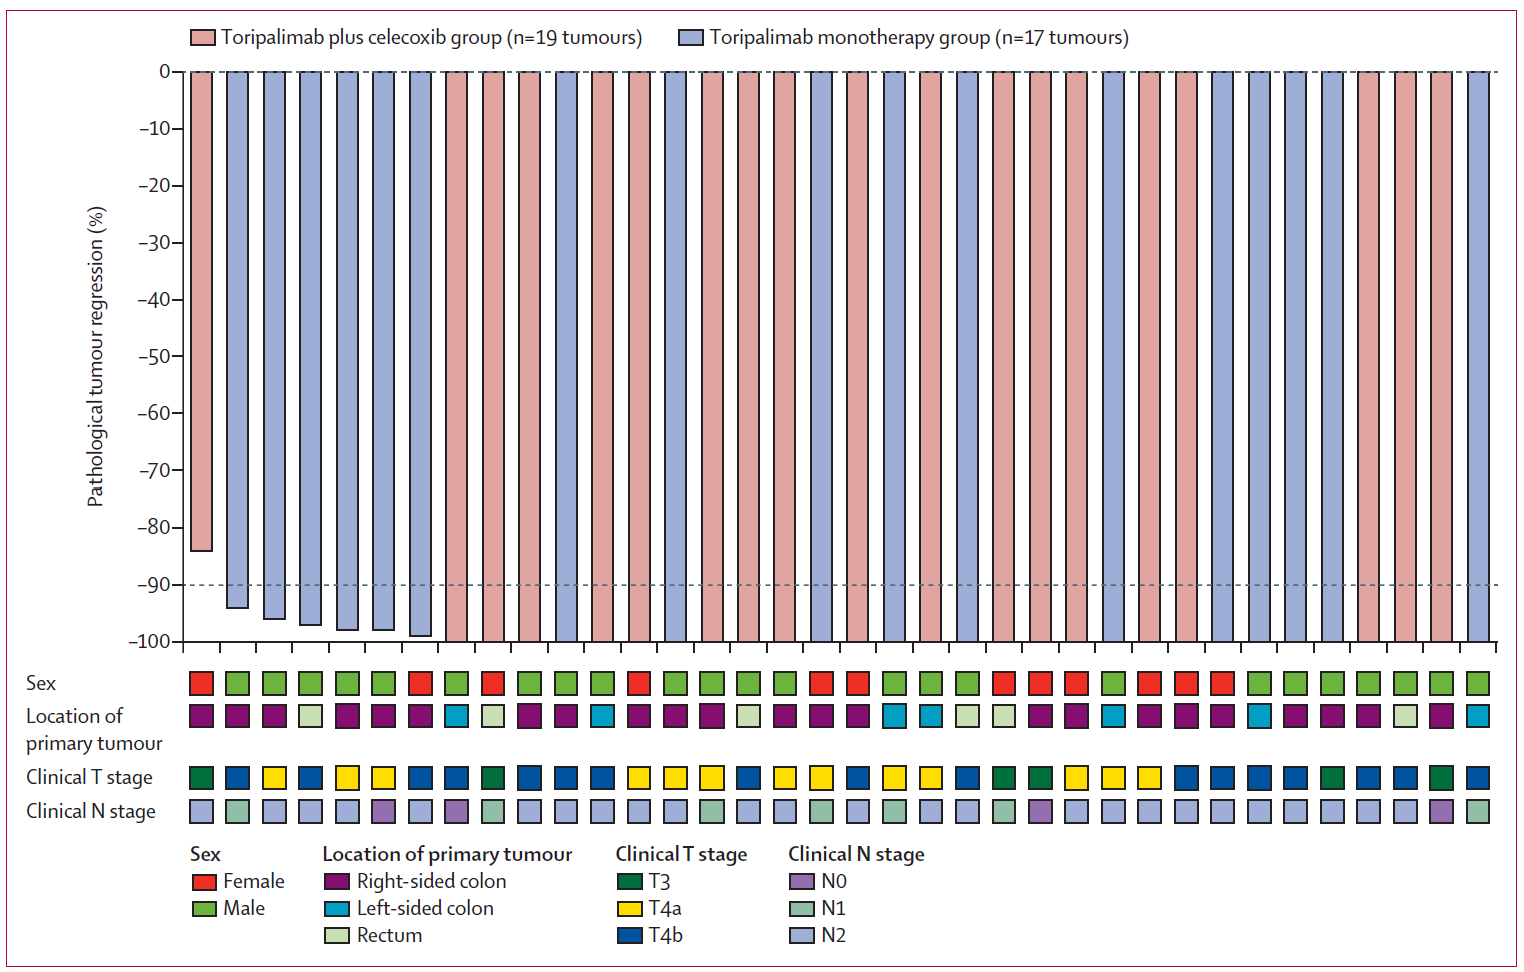 Toripalimab plus celecoxib group (n=19 tumours) Toripalimab monotherapy group (n=17 tumours)
0
–10
–20
–30
–40
–50
–60
–70
–80
–90
–100
Pathological tumour regression (%)
Sex
Location of
primary tumour
Clinical T stage
Clinical N stage
Sex Location of primary tumour Clinical T stage Clinical N stage
Female Right-sided colon T3 N0
Male Left-sided colon T4a N1
Rectum T4b N2